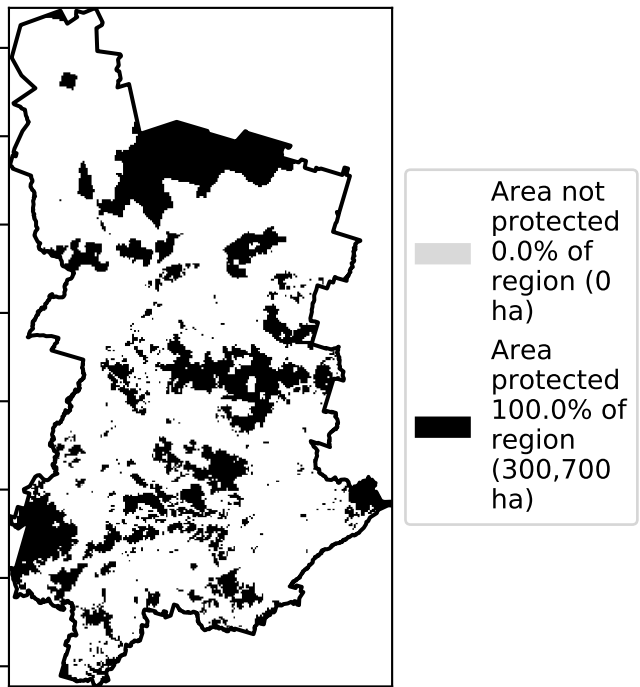 Area not
protected
0.0% of
region (0
ha)
Area
protected
100.0% of
region
(300,700
ha)